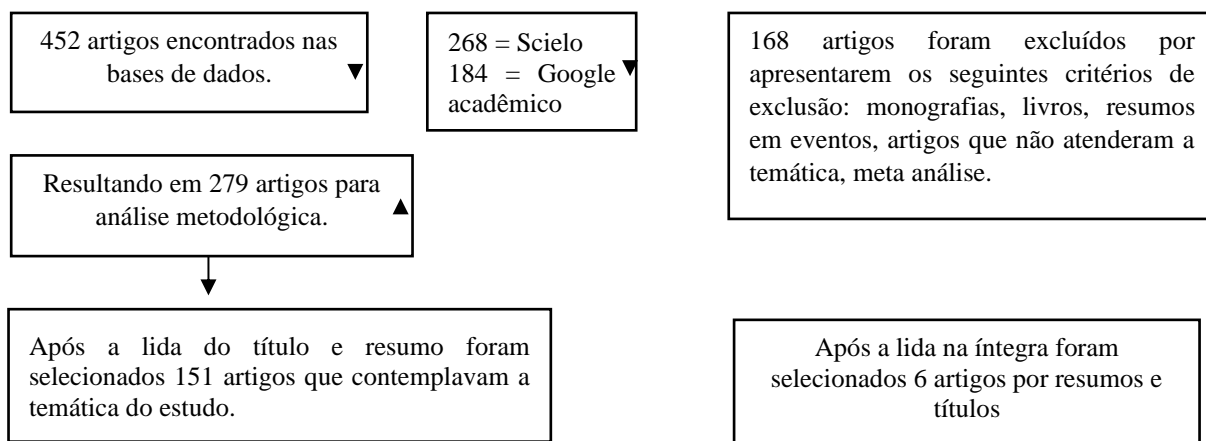 452 artigos encontrados nas
bases de dados.
268 = Scielo
184 = Google
acadêmico
168 artigos foram excluídos por
apresentarem os seguintes critérios de
exclusão: monografias, livros, resumos
em eventos, artigos que não atenderam a
temática, meta análise.
Resultando em 279 artigos para
análise metodológica.
Após a lida do título e resumo foram
selecionados 151 artigos que contemplavam a
temática do estudo.
Após a lida na íntegra foram
selecionados 6 artigos por resumos e
títulos